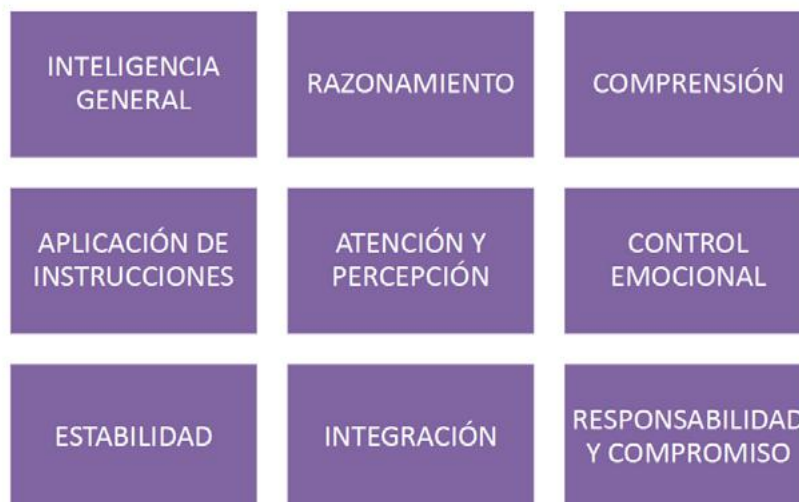 INTELIGENCIA
GENERAL
RAZONAMIENTO
COMPRENSIÓN
APLICACIÓN DE
INSTRUCCIONES
ATENCIÓN Y
PERCEPCIÓN
CONTROL
EMOCIONAL
ESTABILIDAD
INTEGRACIÓN
RESPONSABILIDAD
Y COMPROMISO